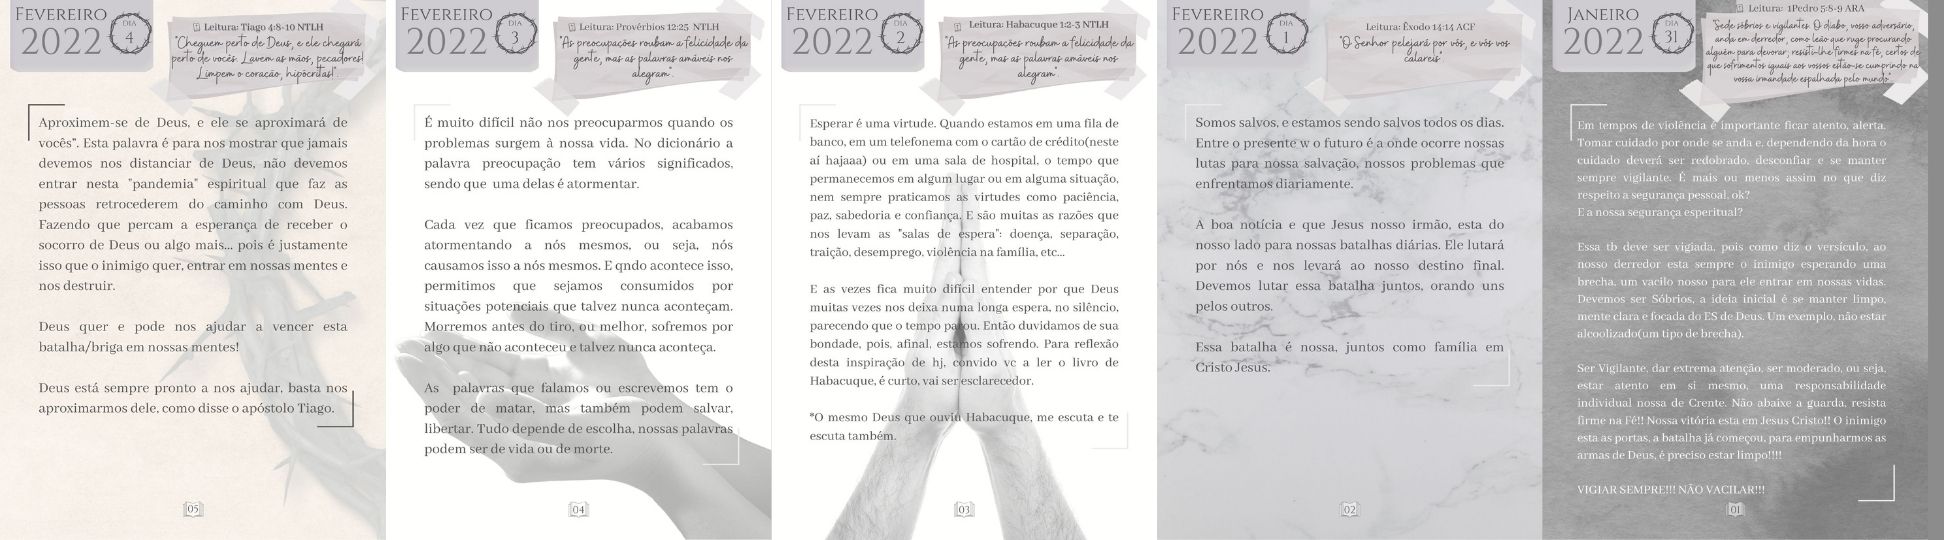 FEVEREIRO
2022
DIA
4
Leitura: Tiago 4:8-10 NTLH
"Cheguem perto de Deus, e ele chegará
perto de vocês. Lavem as mãos, pecadores!
Limpem o coração, hipócritas!".
Aproximem-se de Deus, e ele se aproximará de
vocês". Esta palavra é para nos mostrar que jamais
devemos nos distanciar de Deus, não devemos
entrar nesta "pandemia" espiritual que faz as
pessoas retrocederem do caminho com Deus.
Fazendo que percam a esperança de receber o
socorro de Deus ou algo mais... pois é justamente
isso que o inimigo quer, entrar em nossas mentes e
nos destruir.
Deus quer e pode nos ajudar a vencer esta
batalha/briga em nossas mentes!
Deus está sempre pronto a nos ajudar, basta nos
aproximarmos dele, como disse o apóstolo Tiago.
05
FEVEREIRO
2022
DIA
3
Leitura: Provérbios 12:25 NTLH
"As preocupações roubam a felicidade da
gente, mas as palavras amáveis nos
alegram".
É muito difícil não nos preocuparmos quando os
problemas surgem à nossa vida. No dicionário a
palavra preocupação tem vários significados,
sendo que uma delas é atormentar.
Cada vez que ficamos preocupados, acabamos
atormentando a nós mesmos, ou seja, nós
causamos isso a nós mesmos. E qndo acontece isso,
permitimos que sejamos consumidos por
situações potenciais que talvez nunca aconteçam.
Morremos antes do tiro, ou melhor, sofremos por
algo que não aconteceu e talvez nunca aconteça.
As palavras que falamos ou escrevemos tem o
poder de matar, mas também podem salvar,
libertar. Tudo depende de escolha, nossas palavras
podem ser de vida ou de morte.
04
FEVEREIRO
2022
DIA
2
Leitura: Habacuque 1:2-3 NTLH
"As preocupações roubam a felicidade da
gente, mas as palavras amáveis nos
alegram".
Esperar é uma virtude. Quando estamos em uma fila de
banco, em um telefonema com o cartão de crédito(neste
aí hajaaa) ou em uma sala de hospital, o tempo que
permanecemos em algum lugar ou em alguma situação,
nem sempre praticamos as virtudes como paciência,
paz, sabedoria e confiança. E são muitas as razões que
nos levam as "salas de espera": doença, separação,
traição, desemprego, violência na família, etc...
E as vezes fica muito difícil entender por que Deus
muitas vezes nos deixa numa longa espera, no silêncio,
parecendo que o tempo parou. Então duvidamos de sua
bondade, pois, afinal, estamos sofrendo. Para reflexão
desta inspiração de hj, convido vc a ler o livro de
Habacuque, é curto, vai ser esclarecedor.
*O mesmo Deus que ouviu Habacuque, me escuta e te
escuta também.
03
FEVEREIRO
2022
DIA
1
Leitura: Êxodo 14:14 ACF
"O Senhor pelejará por vós, e vós vos
calareis".
Somos salvos, e estamos sendo salvos todos os dias.
Entre o presente w o futuro é a onde ocorre nossas
lutas para nossa salvação, nossos problemas que
enfrentamos diariamente.
A boa notícia e que Jesus nosso irmão, esta do
nosso lado para nossas batalhas diárias. Ele lutará
por nós e nos levará ao nosso destino final.
Devemos lutar essa batalha juntos, orando uns
pelos outros.
Essa batalha é nossa, juntos como família em
Cristo Jesus.
02
JANEIRO
2022
DIA
31
Leitura: 1Pedro 5:8-9 ARA
"Sede sóbrios e vigilantes. O diabo, vosso adversário,
anda em derredor, como leão que ruge procurando
alguém para devorar; resisti-lhe firmes na fé, certos de
que sofrimentos iguais aos vossos estão-se cumprindo na
vossa irmandade espalhada pelo mundo"
Em tempos de violência é importante ficar atento, alerta.
Tomar cuidado por onde se anda e, dependendo da hora o
cuidado deverá ser redobrado, desconfiar e se manter
sempre vigilante. É mais ou menos assim no que diz
respeito a segurança pessoal, ok?
E a nossa segurança esperitual?
Essa tb deve ser vigiada, pois como diz o versículo, ao
nosso derredor esta sempre o inimigo esperando uma
brecha, um vacilo nosso para ele entrar em nossas vidas.
Devemos ser Sóbrios, a ideia inicial é se manter limpo,
mente clara e focada do ES de Deus. Um exemplo, não estar
alcoolizado(um tipo de brecha).
Ser Vigilante, dar extrema atenção, ser moderado, ou seja,
estar atento em si mesmo, uma responsabilidade
individual nossa de Crente. Não abaixe a guarda, resista
firme na Fé!! Nossa vitória esta em Jesus Cristo!! O inimigo
esta as portas, a batalha já começou, para empunharmos as
armas de Deus, é preciso estar limpo!!!!
VIGIAR SEMPRE!!! NÃO VACILAR!!!
01